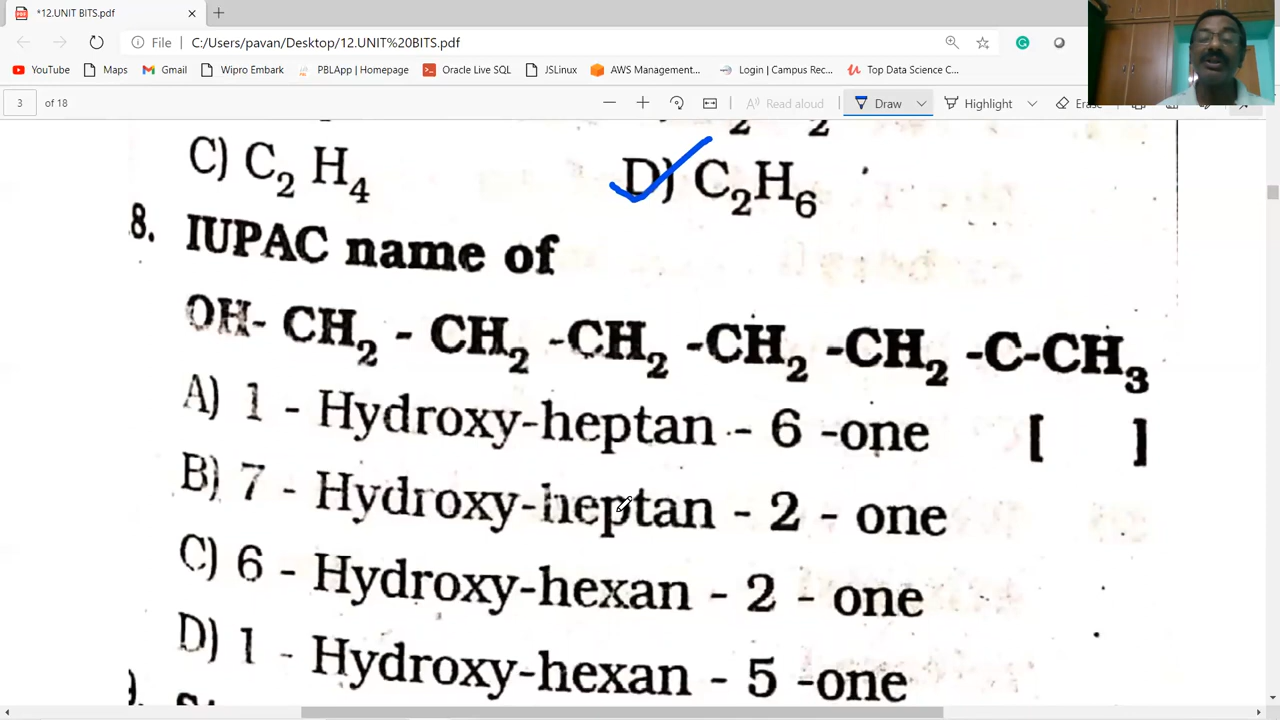 *12.UNIT BITS.pdf
File C:/Users/pavan/Desktop/12.UNIT%20BITS.pdf
YouTube Maps Gmail Wipro Embark PBLApp | Homepage Oracle Live SQL JSLinux AWS Management... Login | Campus Rec... Top Data Science C...
3 of 18 Read aloud Draw Highlight Erase
2 2
C) C₂ H₄ D) C₂H₆
8. IUPAC name of
OH- CH₂ - CH₂ -CH₂ -CH₂ -CH₂ -C-CH₃
A) 1 - Hydroxy-heptan - 6 -one [ ]
B) 7 - Hydroxy-heptan - 2 - one
C) 6 - Hydroxy-hexan - 2 - one
D) 1 - Hydroxy-hexan - 5 -one